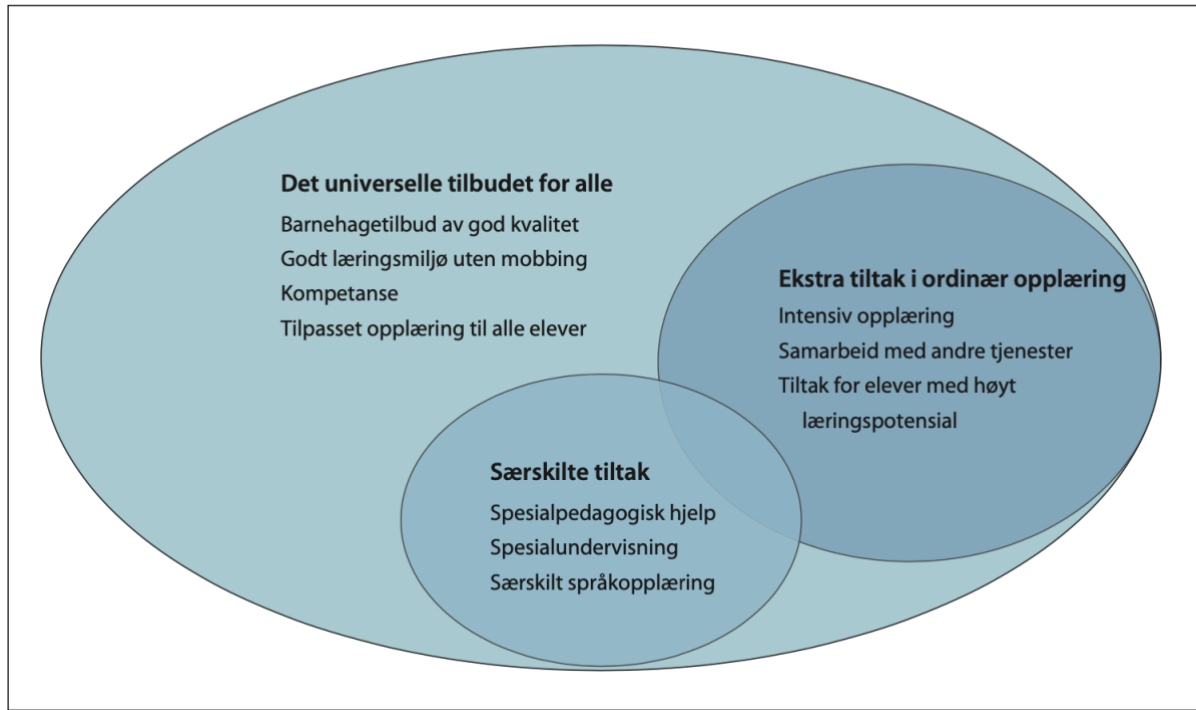 Det universelle tilbudet for alle
Barnehagetilbud av god kvalitet
Godt læringsmiljø uten mobbing
Kompetanse
Tilpasset opplæring til alle elever
Ekstra tiltak i ordinær opplæring
Intensiv opplæring
Samarbeid med andre tjenester
Tiltak for elever med høyt
læringspotensial
Særskilte tiltak
Spesialpedagogisk hjelp
Spesialundervisning
Særskilt språkopplæring